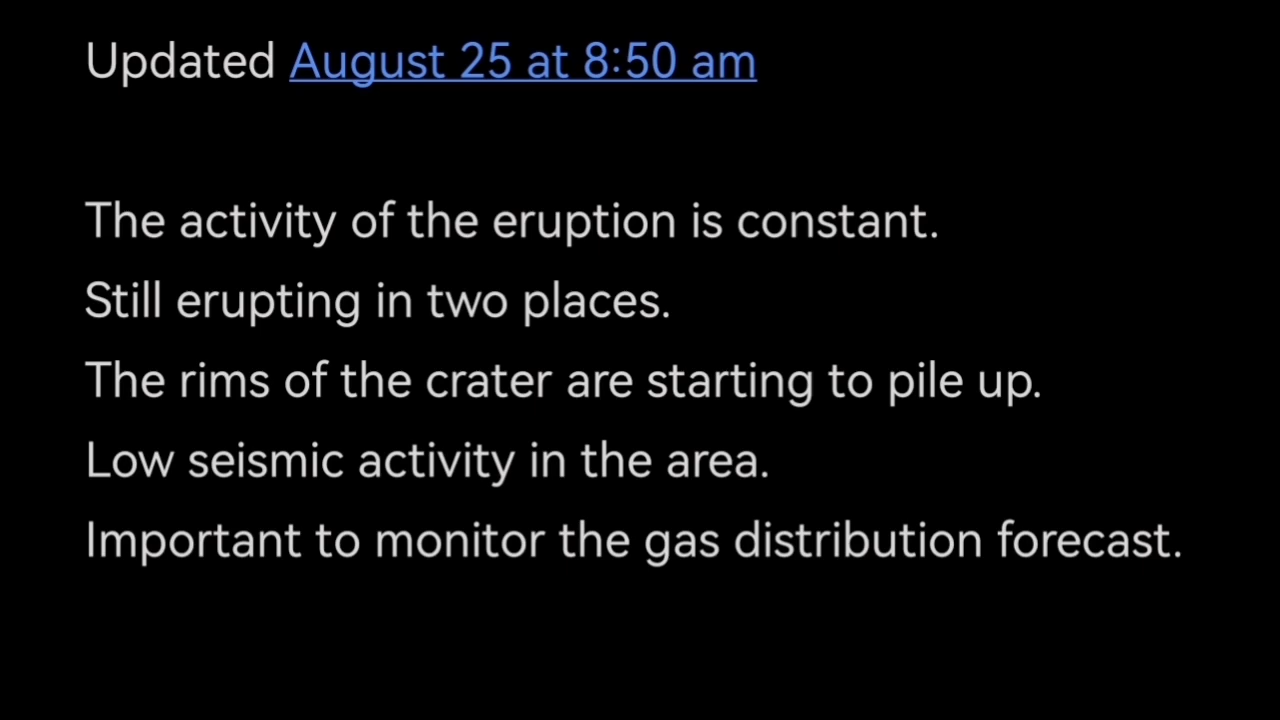 Updated August 25 at 8:50 am
The activity of the eruption is constant.
Still erupting in two places.
The rims of the crater are starting to pile up.
Low seismic activity in the area.
Important to monitor the gas distribution forecast.